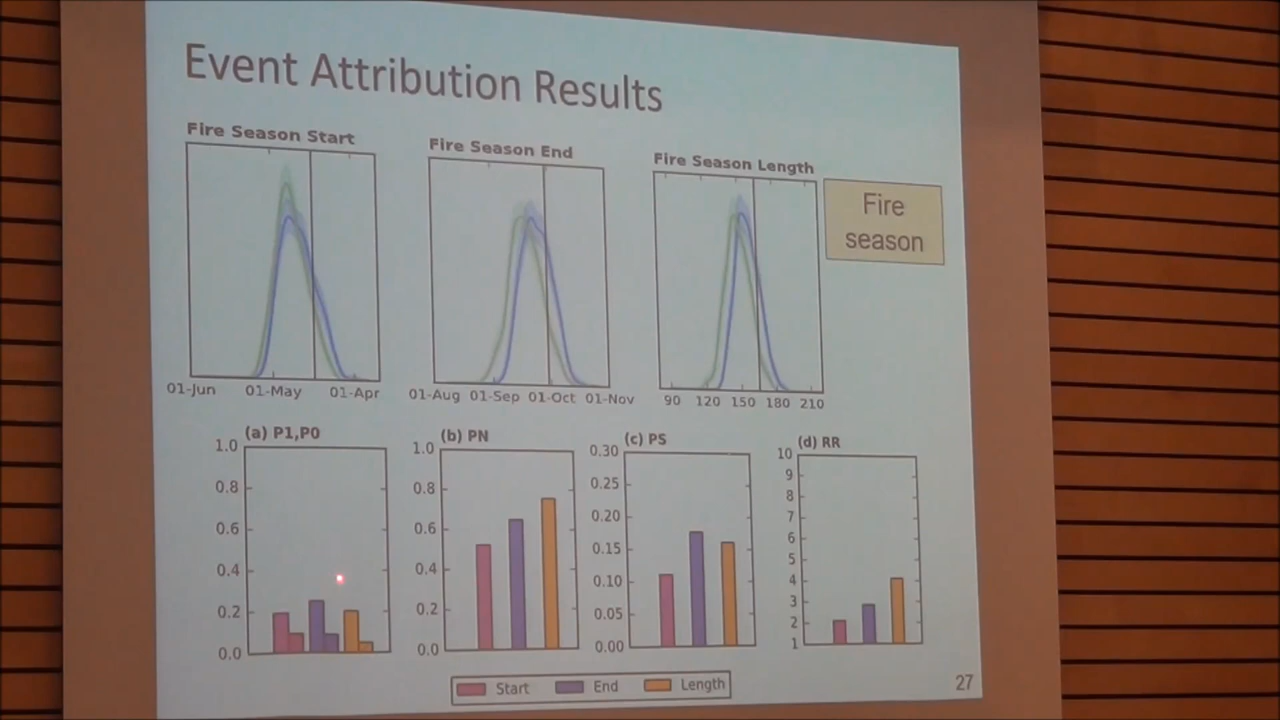 Event Attribution Results
Fire Season Start
Fire Season End
Fire Season Length
Fire
season
01-Jun 01-May 01-Apr
01-Aug 01-Sep 01-Oct 01-Nov
90 120 150 180 210
(a) P1,P0
1.0
0.8
0.6
0.4
0.2
0.0
(b) PN
1.0
0.8
0.6
0.4
0.2
0.0
(c) PS
0.30
0.25
0.20
0.15
0.10
0.05
0.00
(d) RR
10
9
8
7
6
5
4
3
2
1
Start End Length
27